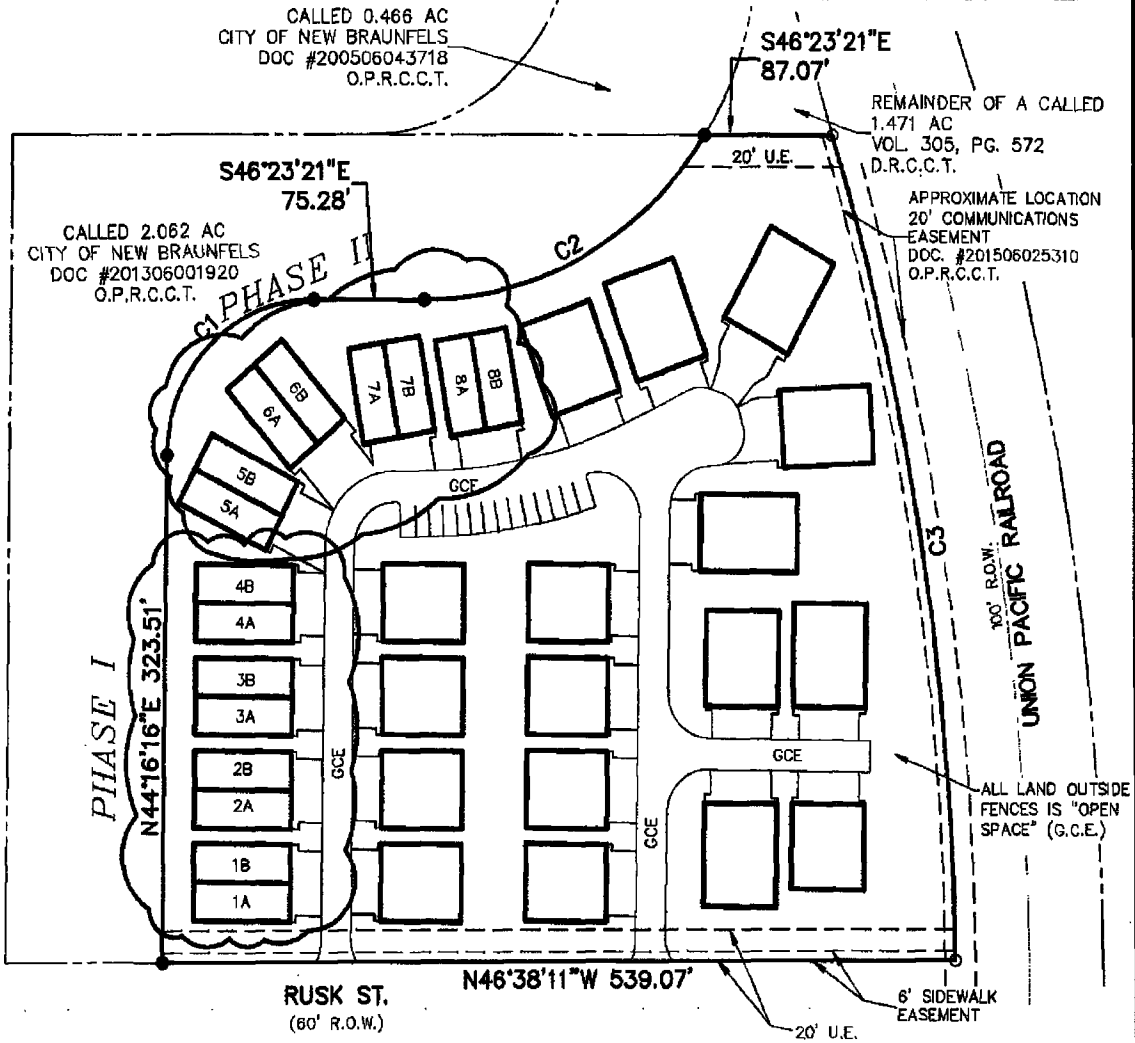 CALLED 0.466 AC
CITY OF NEW BRAUNFELS
DOC #200506043718
O.P.R.C.C.T.
S46°23'21"E
87.07'
REMAINDER OF A CALLED
1.471 AC
VOL. 305, PG. 572
D.R.C.C.T.
20' U.E.
S46°23'21"E
75.28'
APPROXIMATE LOCATION
20' COMMUNICATIONS
EASEMENT
DOC. #201506025310
O.P.R.C.C.T.
CALLED 2.062 AC
CITY OF NEW BRAUNFELS
DOC #201306001920
O.P.R.C.C.T.
PHASE II
C1
C2
C3
6B
6A
7A
7B
8A
8B
5B
5A
GCE
4B
4A
3B
3A
2B
2A
1B
1A
GCE
GCE
GCE
PHASE I
N44°16'16"E 323.51'
100' R.O.W.
UNION PACIFIC RAILROAD
ALL LAND OUTSIDE
FENCES IS "OPEN
SPACE" (G.C.E.)
N46°38'11"W 539.07'
RUSK ST.
(60' R.O.W.)
6' SIDEWALK
EASEMENT
20' U.E.